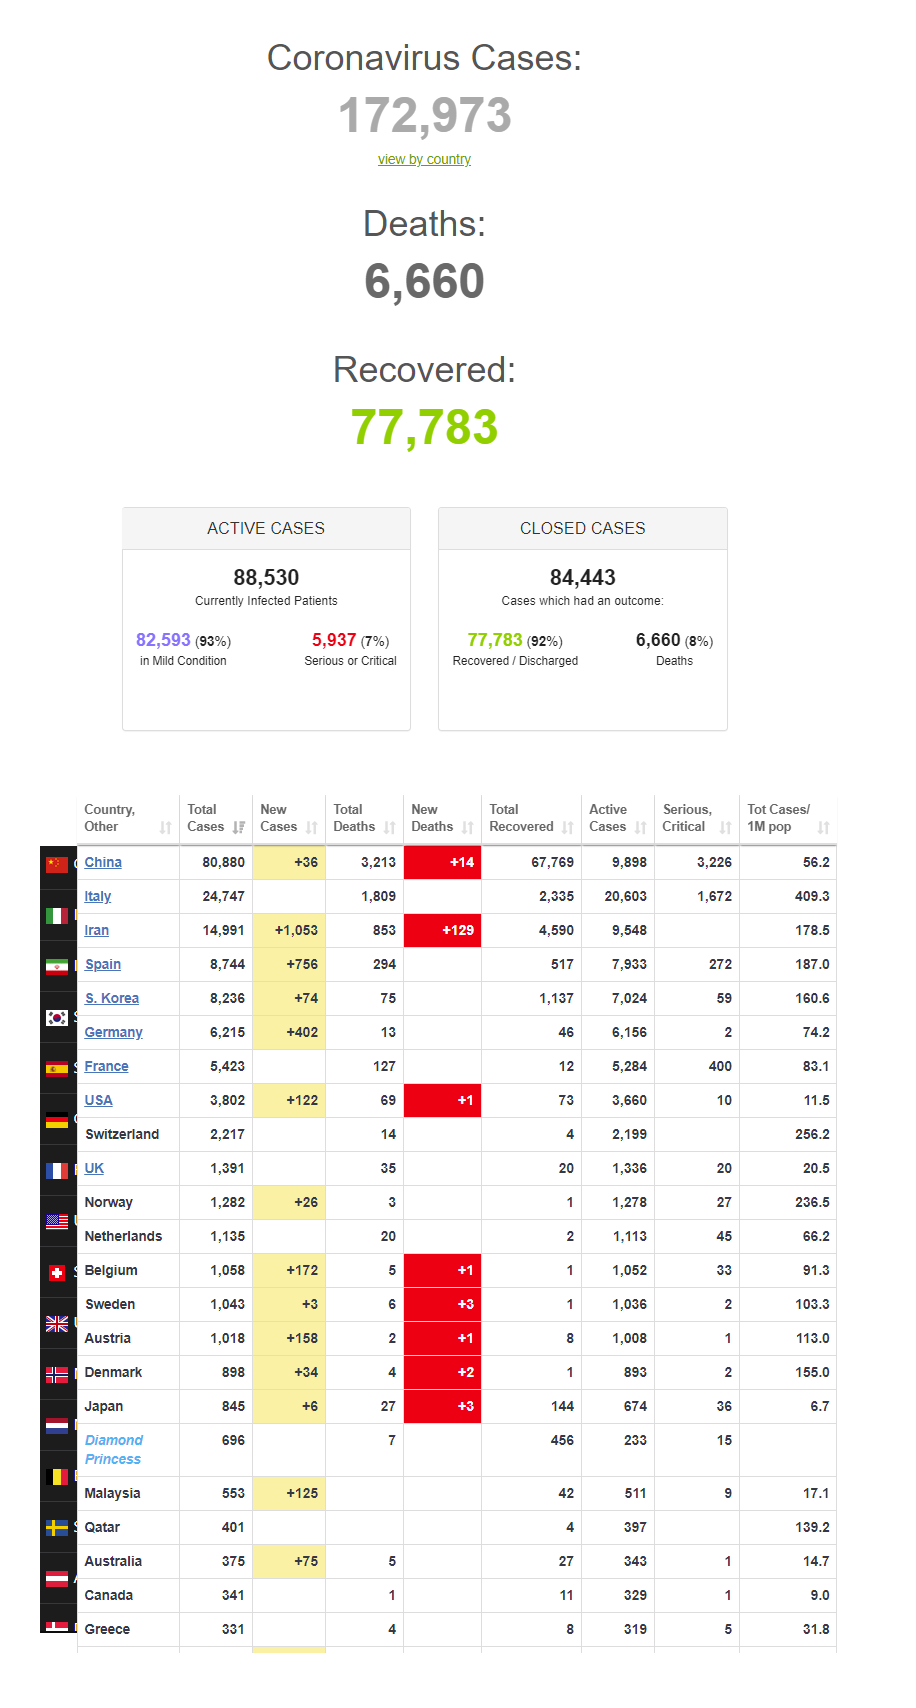 Coronavirus Cases:
172,973
view by country
Deaths:
6,660
Recovered:
77,783
ACTIVE CASES
88,530
Currently Infected Patients
82,593 (93%)
in Mild Condition
5,937 (7%)
Serious or Critical
CLOSED CASES
84,443
Cases which had an outcome:
77,783 (92%)
Recovered / Discharged
6,660 (8%)
Deaths
Country, Other Total Cases New Cases Total Deaths New Deaths Total Recovered Active Cases Serious, Critical Tot Cases/ 1M pop
China 80,880 +36 3,213 +14 67,769 9,898 3,226 56.2
Italy 24,747 1,809 2,335 20,603 1,672 409.3
Iran 14,991 +1,053 853 +129 4,590 9,548 178.5
Spain 8,744 +756 294 517 7,933 272 187.0
S. Korea 8,236 +74 75 1,137 7,024 59 160.6
Germany 6,215 +402 13 46 6,156 2 74.2
France 5,423 127 12 5,284 400 83.1
USA 3,802 +122 69 +1 73 3,660 10 11.5
Switzerland 2,217 14 4 2,199 256.2
UK 1,391 35 20 1,336 20 20.5
Norway 1,282 +26 3 1 1,278 27 236.5
Netherlands 1,135 20 2 1,113 45 66.2
Belgium 1,058 +172 5 +1 1 1,052 33 91.3
Sweden 1,043 +3 6 +3 1 1,036 2 103.3
Austria 1,018 +158 2 +1 8 1,008 1 113.0
Denmark 898 +34 4 +2 1 893 2 155.0
Japan 845 +6 27 +3 144 674 36 6.7
Diamond Princess 696 7 456 233 15
Malaysia 553 +125 42 511 9 17.1
Qatar 401 4 397 139.2
Australia 375 +75 5 27 343 1 14.7
Canada 341 1 11 329 1 9.0
Greece 331 4 8 319 5 31.8